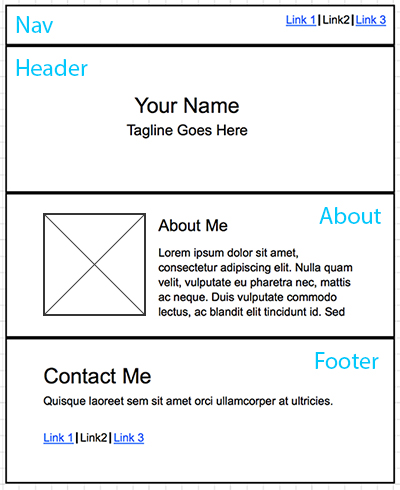 Nav
Link 1|Link2|Link 3
Header
Your Name
Tagline Goes Here
About
About Me
Lorem ipsum dolor sit amet,
consectetur adipiscing elit. Nulla quam
velit, vulputate eu pharetra nec, mattis
ac neque. Duis vulputate commodo
lectus, ac blandit elit tincidunt id. Sed
Footer
Contact Me
Quisque laoreet sem sit amet orci ullamcorper at ultricies.
Link 1|Link2|Link 3